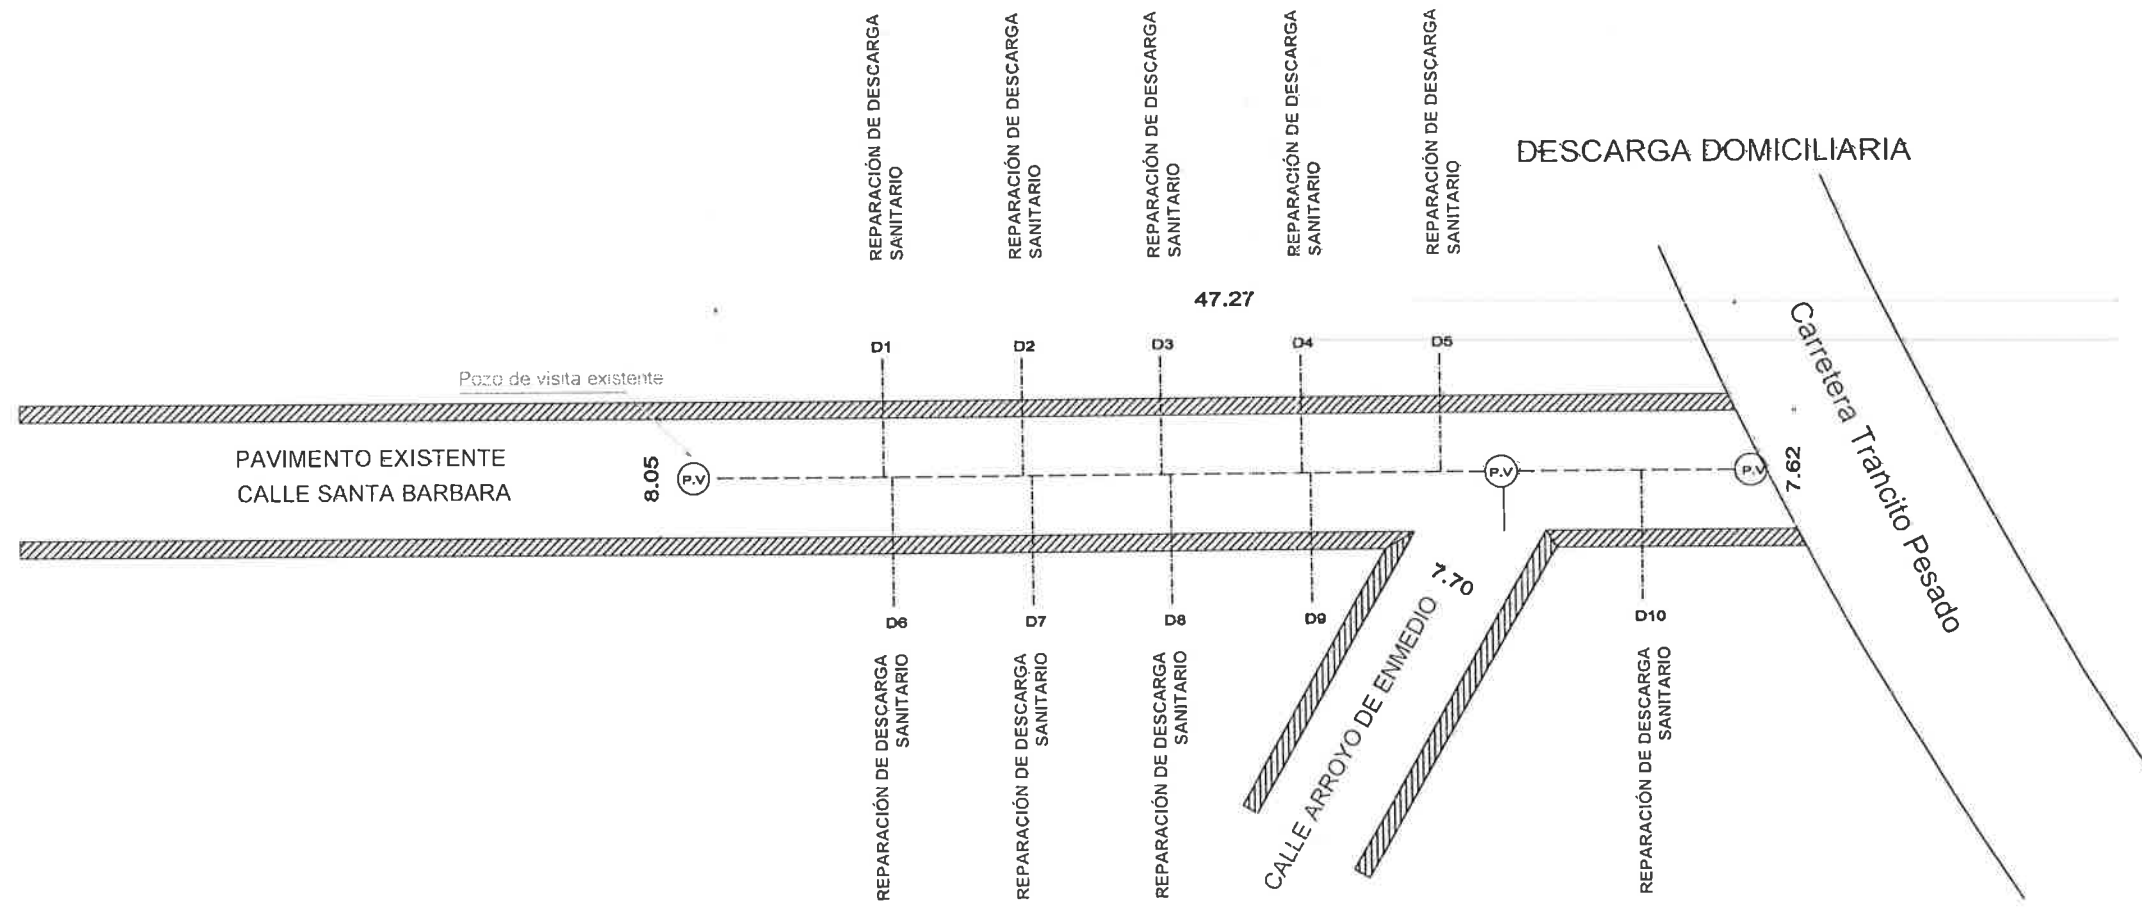 REPARACIÓN DE DESCARGA
SANITARIO
REPARACIÓN DE DESCARGA
SANITARIO
REPARACIÓN DE DESCARGA
SANITARIO
REPARACIÓN DE DESCARGA
SANITARIO
REPARACIÓN DE DESCARGA
SANITARIO
DESCARGA DOMICILIARIA
47.27
D1
D2
D3
D4
D5
Pozo de visita existente
Carretera Trancito Pesado
PAVIMENTO EXISTENTE
CALLE SANTA BARBARA
8.05
P.V
P.V
P.V
7.62
7.70
CALLE ARROYO DE ENMEDIO
D6
D7
D8
D9
D10
REPARACIÓN DE DESCARGA
SANITARIO
REPARACIÓN DE DESCARGA
SANITARIO
REPARACIÓN DE DESCARGA
SANITARIO
REPARACIÓN DE DESCARGA
SANITARIO